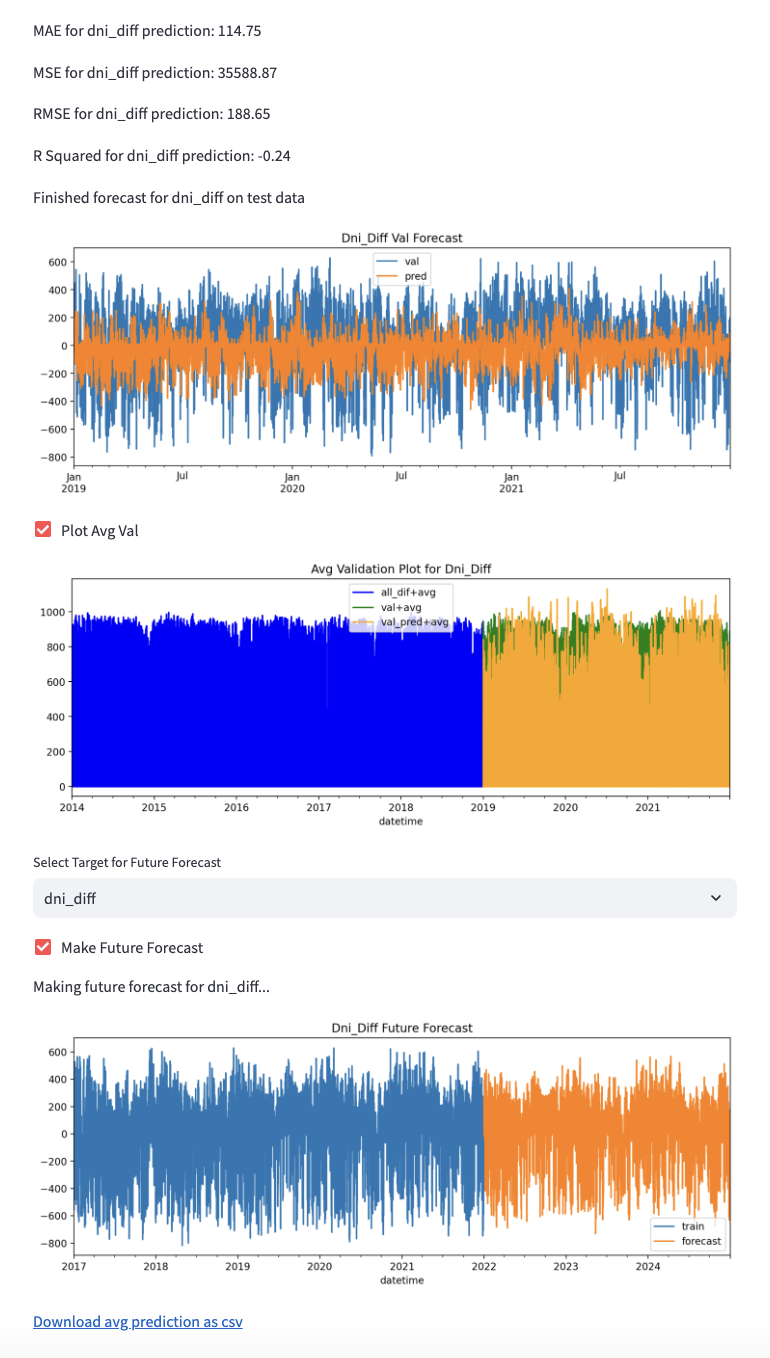 MAE for dni_diff prediction: 114.75
MSE for dni_diff prediction: 35588.87
RMSE for dni_diff prediction: 188.65
R Squared for dni_diff prediction: -0.24
Finished forecast for dni_diff on test data
Dni_Diff Val Forecast
val
pred
600
400
200
0
−200
−400
−600
−800
Jan Jul Jan Jul Jan Jul
2019 2020 2021
Plot Avg Val
Avg Validation Plot for Dni_Diff
all_dif+avg
val+avg
val_pred+avg
1000
800
600
400
200
0
2014 2015 2016 2017 2018 2019 2020 2021
datetime
Select Target for Future Forecast
dni_diff
Make Future Forecast
Making future forecast for dni_diff...
Dni_Diff Future Forecast
600
400
200
0
−200
−400
−600
−800
train
forecast
2017 2018 2019 2020 2021 2022 2023 2024
datetime
Download avg prediction as csv